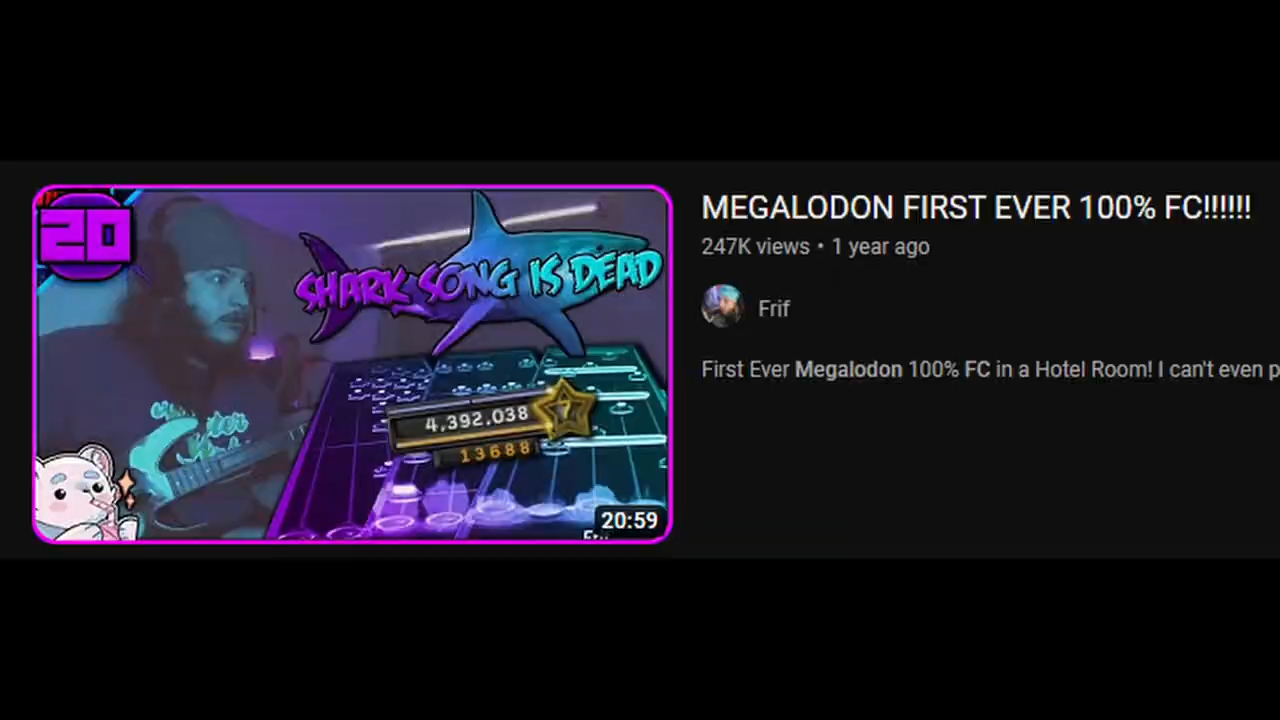 20
SHARK SONG IS DEAD
4,392,038
13688
20:59
MEGALODON FIRST EVER 100% FC!!!!!!
247K views • 1 year ago
Frif
First Ever Megalodon 100% FC in a Hotel Room! I can't even p